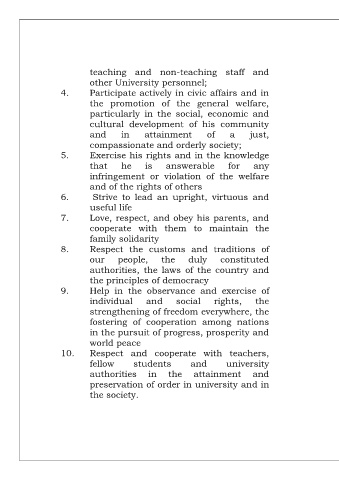 teaching and non-teaching staff and
other University personnel;
4. Participate actively in civic affairs and in
the promotion of the general welfare,
particularly in the social, economic and
cultural development of his community
and in attainment of a just,
compassionate and orderly society;
5. Exercise his rights and in the knowledge
that he is answerable for any
infringement or violation of the welfare
and of the rights of others
6. Strive to lead an upright, virtuous and
useful life
7. Love, respect, and obey his parents, and
cooperate with them to maintain the
family solidarity
8. Respect the customs and traditions of
our people, the duly constituted
authorities, the laws of the country and
the principles of democracy
9. Help in the observance and exercise of
individual and social rights, the
strengthening of freedom everywhere, the
fostering of cooperation among nations
in the pursuit of progress, prosperity and
world peace
10. Respect and cooperate with teachers,
fellow students and university
authorities in the attainment and
preservation of order in university and in
the society.